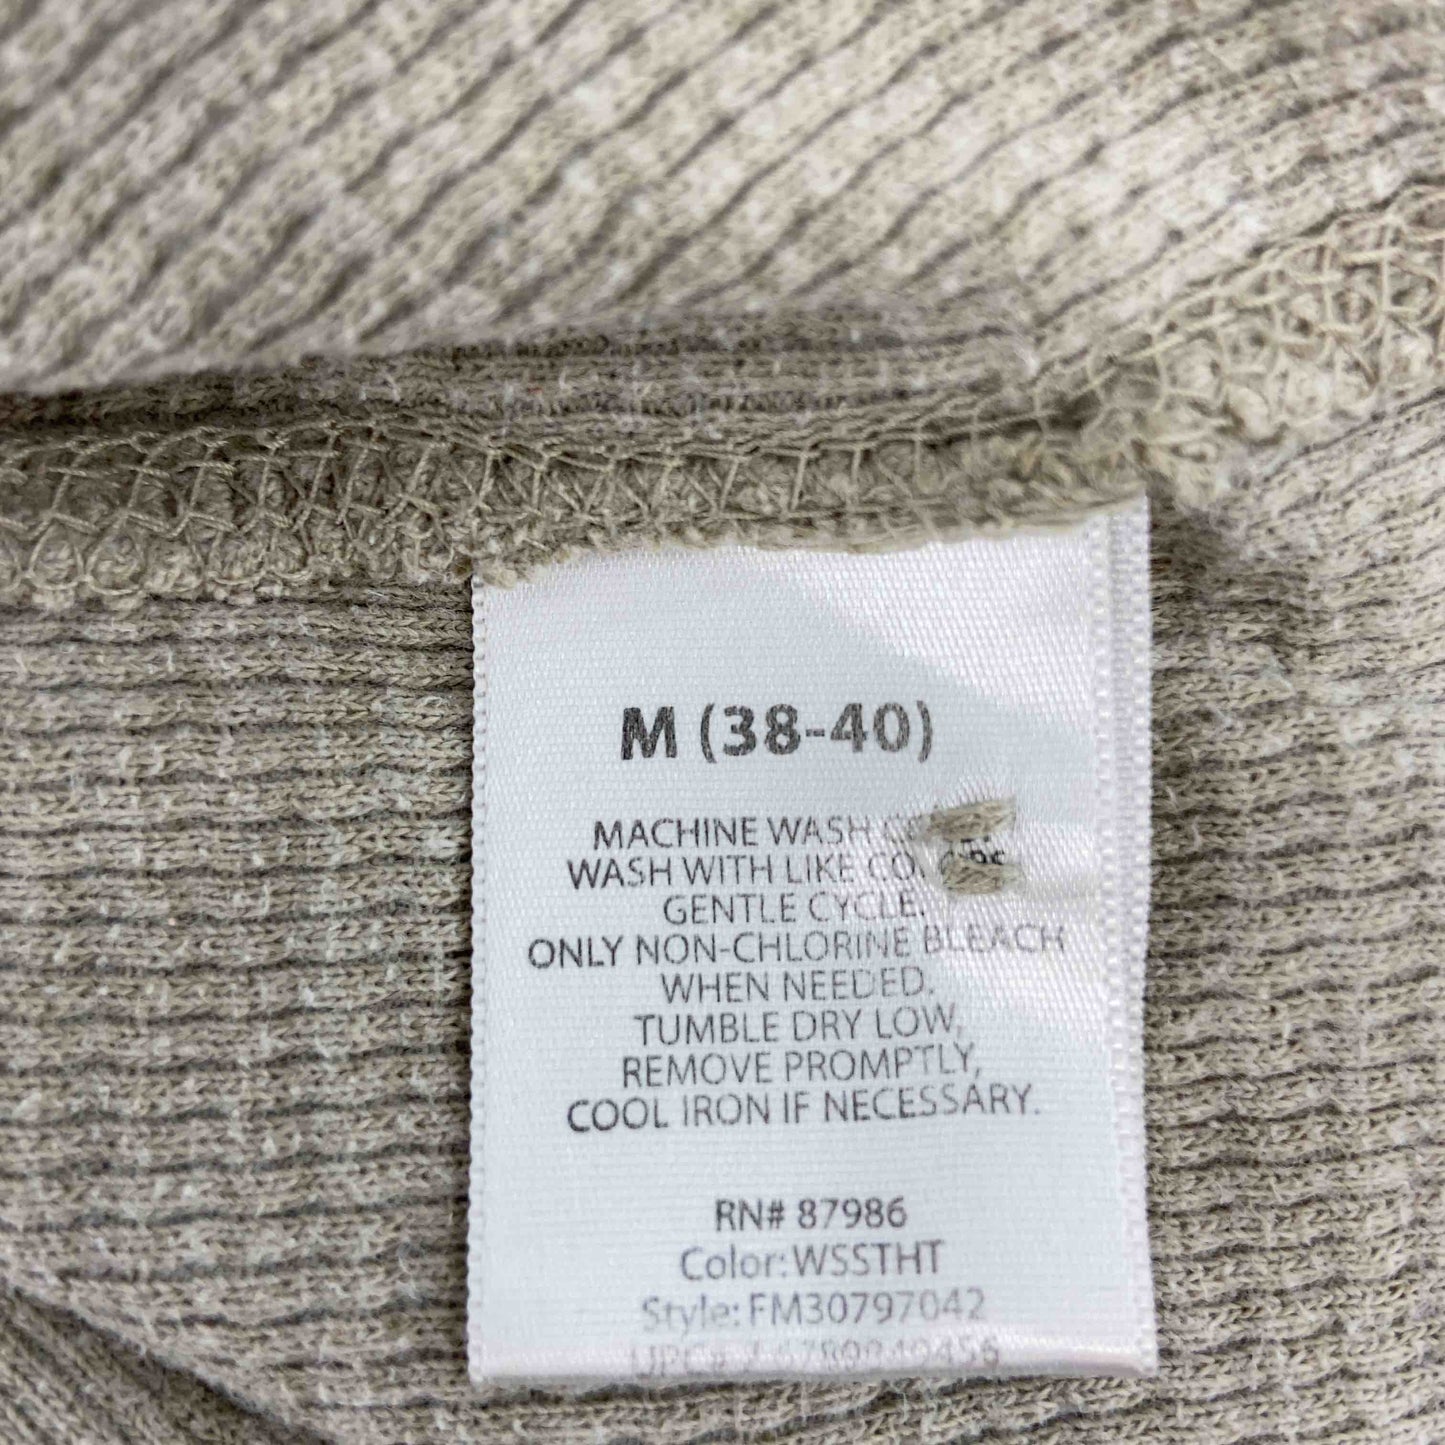 M (38-40)
MACHINE WASH
WASH WITH LIKE
GENTLE CYCLE.
ONLY NON-CHLORINE BLEACH
WHEN NEEDED.
TUMBLE DRY LOW,
REMOVE PROMPTLY,
COOL IRON IF NECESSARY.
RN# 87986
Color: WSSTHT
Style: FM30797042